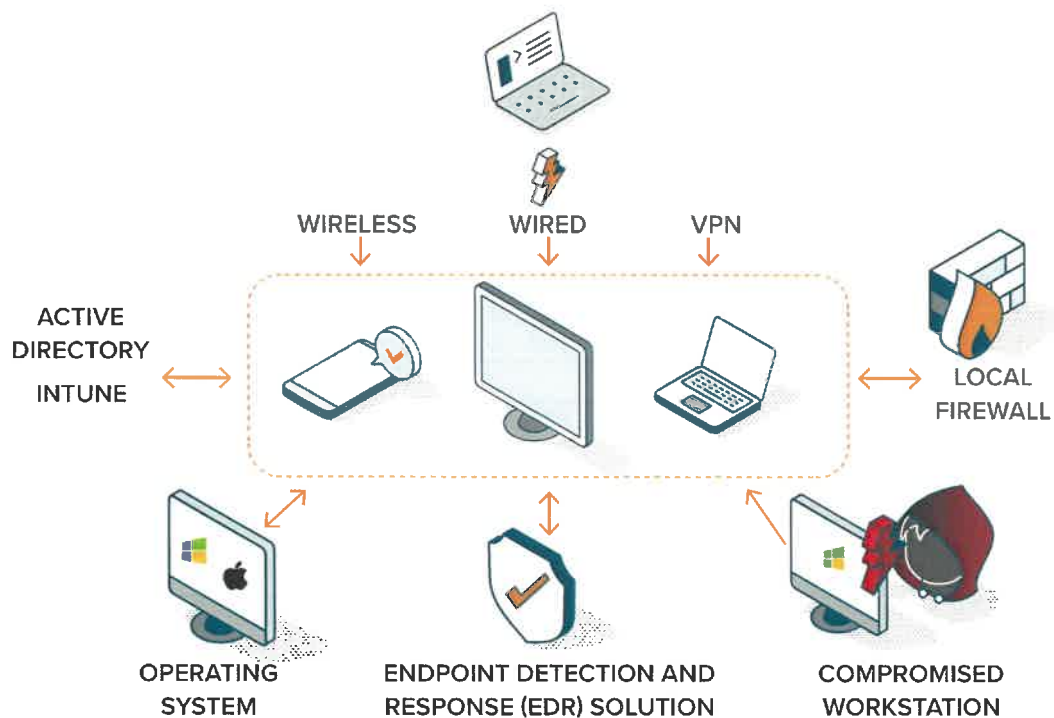 WIRELESS
WIRED
VPN
ACTIVE
DIRECTORY
INTUNE
LOCAL
FIREWALL
OPERATING
SYSTEM
ENDPOINT DETECTION AND
RESPONSE (EDR) SOLUTION
COMPROMISED
WORKSTATION